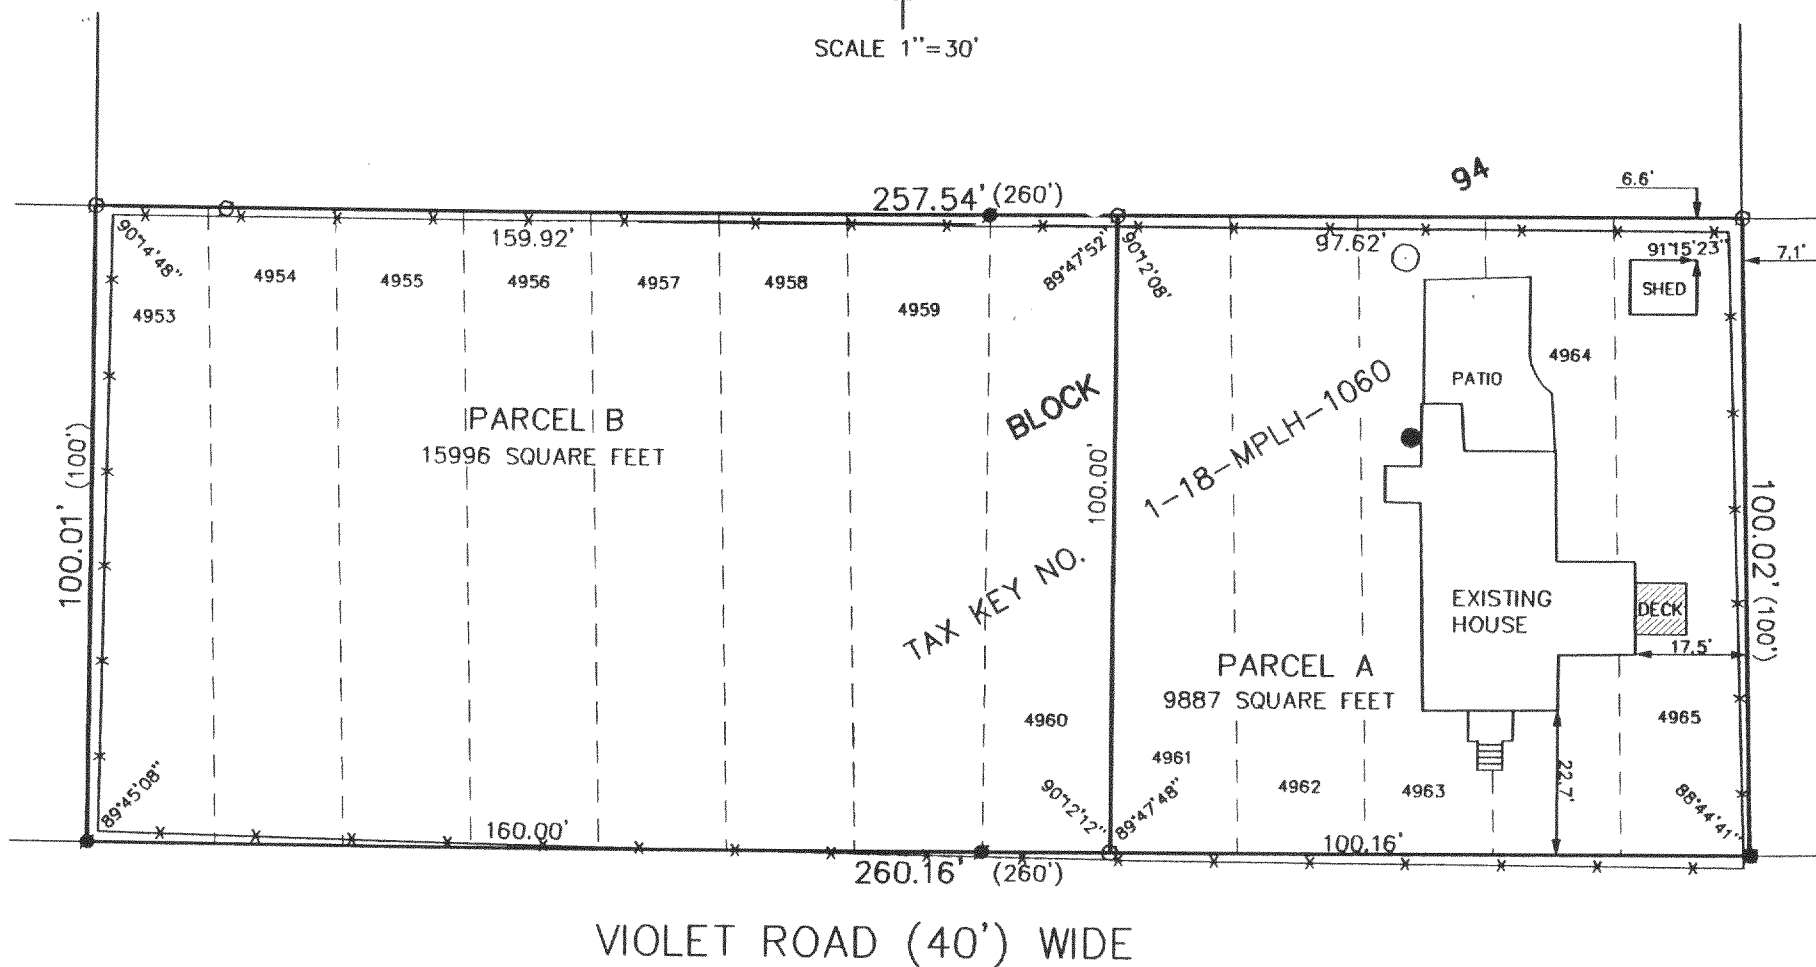 SCALE 1"=30'
94
6.6'
257.54' (260')
159.92'
97.62'
90°14'48"
89°47'52"
90°12'08"
91°15'23"
7.1'
4953
4954
4955
4956
4957
4958
4959
SHED
4964
PATIO
BLOCK
PARCEL B
15996 SQUARE FEET
100.01' (100')
100.00'
1-18-MPLH-1060
TAX KEY NO.
100.02' (100')
EXISTING
HOUSE
DECK
17.5'
PARCEL A
9887 SQUARE FEET
4960
4961
4962
4963
4965
22.7'
89°45'08"
90°12'12"
89°47'48"
88°44'41"
160.00'
100.16'
260.16' (260')
VIOLET ROAD (40') WIDE